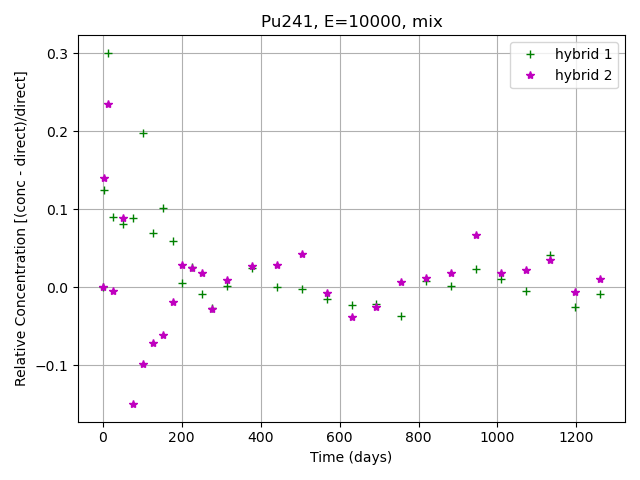 Pu241, E=10000, mix
hybrid 1
hybrid 2
Relative Concentration [(conc - direct)/direct]
0.3
0.2
0.1
0.0
−0.1
0 200 400 600 800 1000 1200
Time (days)